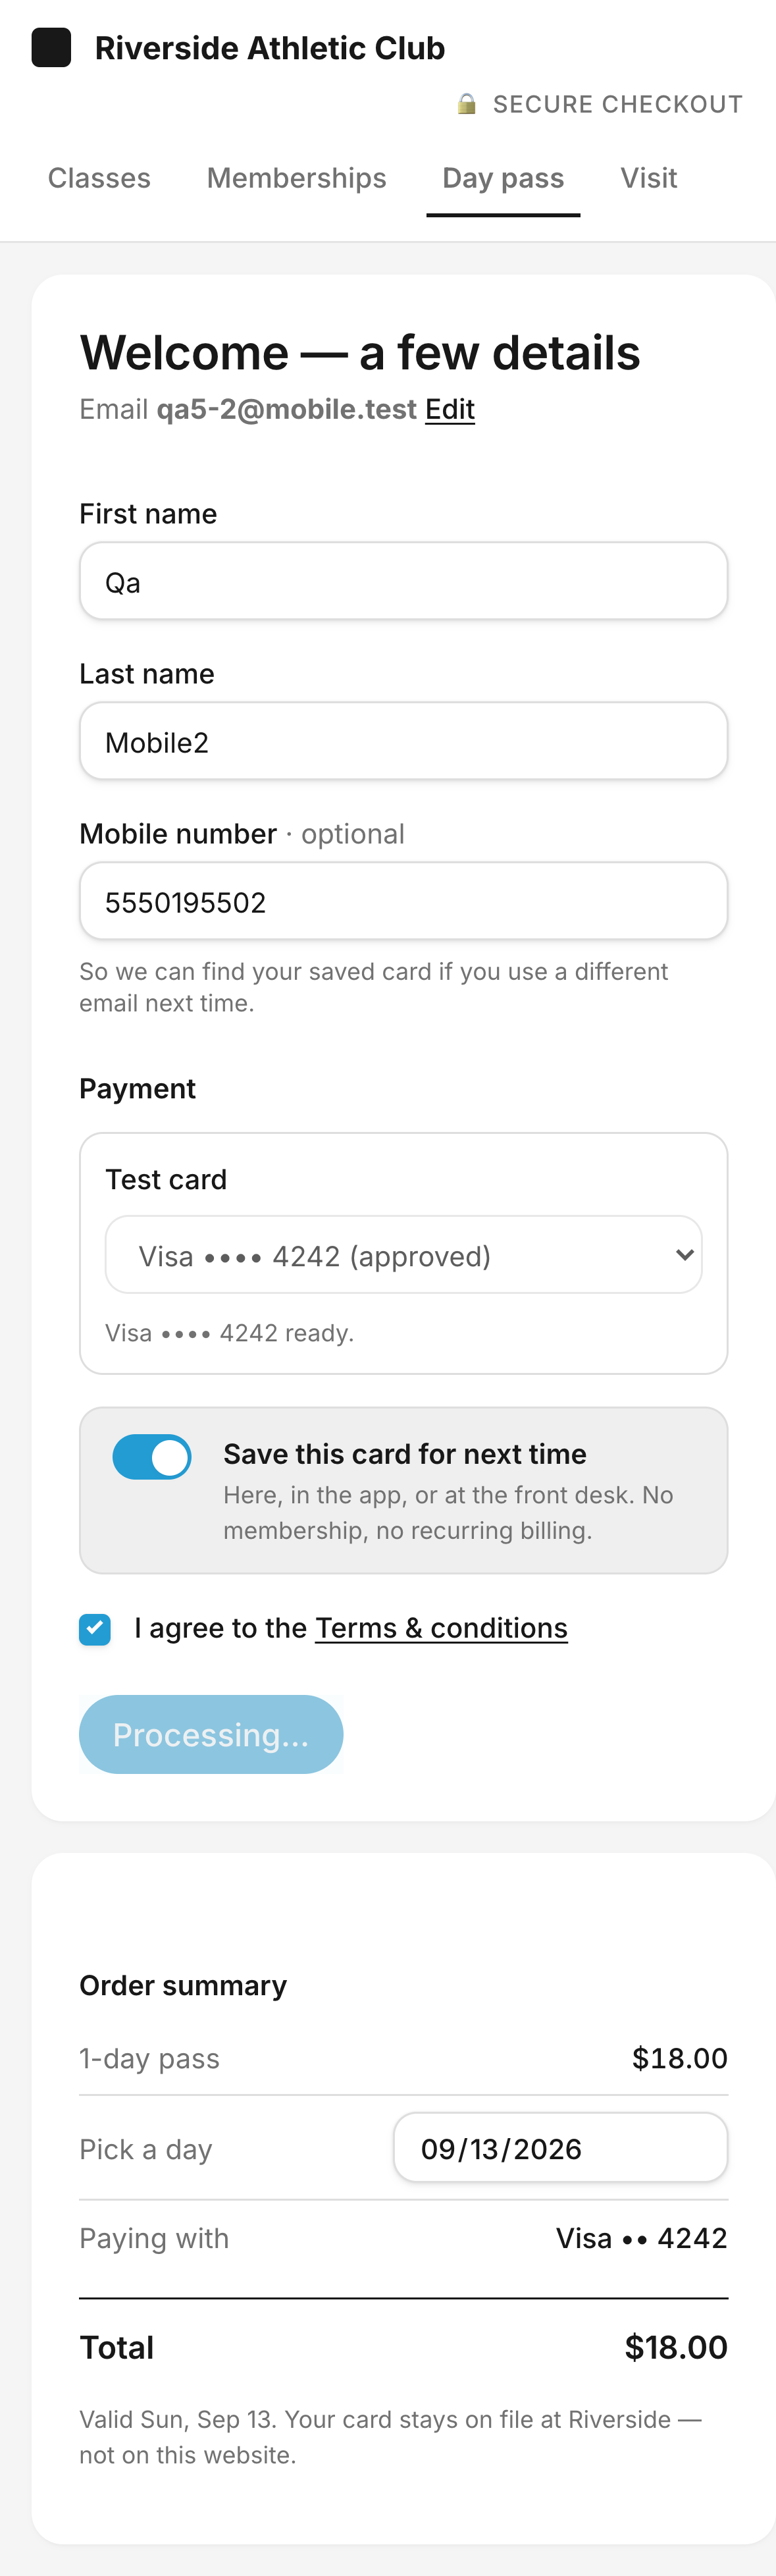 Riverside Athletic Club
🔒 SECURE CHECKOUT
Classes Memberships Day pass Visit
Welcome — a few details
Email qa5-2@mobile.test Edit
First name
Qa
Last name
Mobile2
Mobile number · optional
5550195502
So we can find your saved card if you use a different
email next time.
Payment
Test card
Visa •••• 4242 (approved)
Visa •••• 4242 ready.
Save this card for next time
Here, in the app, or at the front desk. No
membership, no recurring billing.
I agree to the Terms & conditions
Processing...
Order summary
1-day pass $18.00
Pick a day 09/13/2026
Paying with Visa •• 4242
Total $18.00
Valid Sun, Sep 13. Your card stays on file at Riverside —
not on this website.